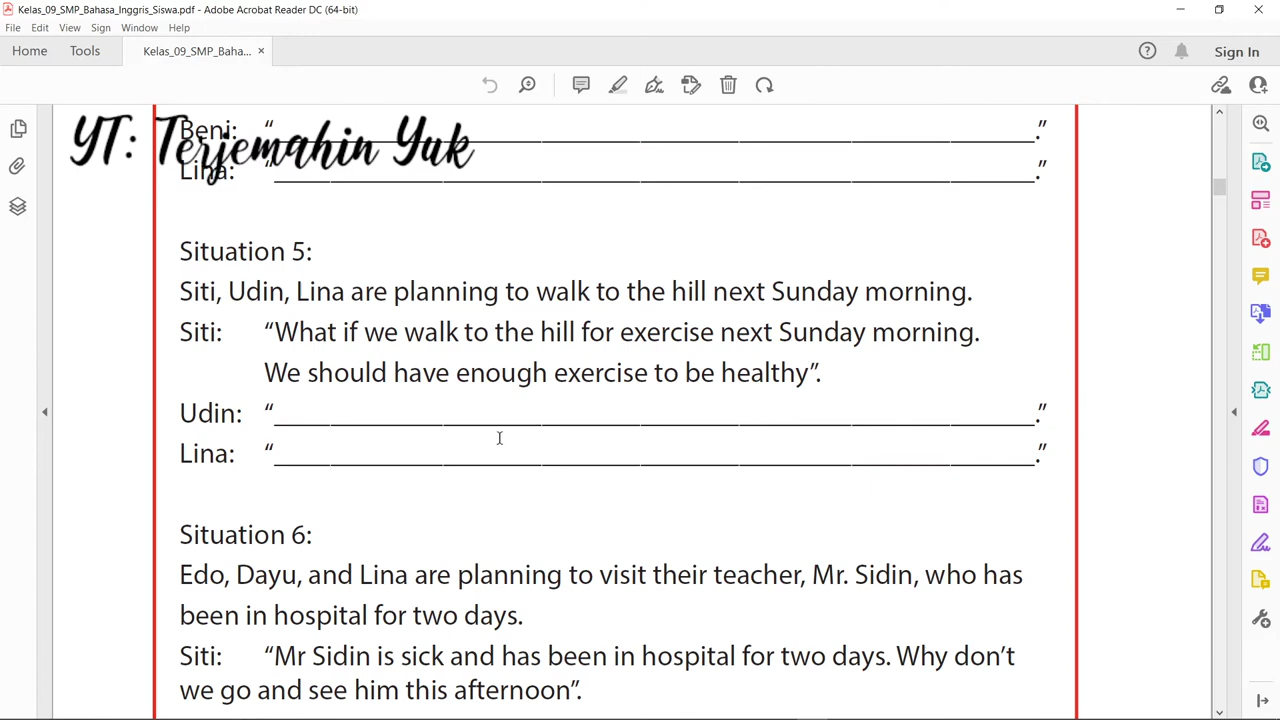 Kelas_09_SMP_Bahasa_Inggris_Siswa.pdf - Adobe Acrobat Reader DC (64-bit)
File Edit View Sign Window Help
Home Tools Kelas_09_SMP_Baha... × Sign In
YT: Terjemahin Yuk
Beni: “_______________.”
Lina: “_______________.”
Situation 5:
Siti, Udin, Lina are planning to walk to the hill next Sunday morning.
Siti: “What if we walk to the hill for exercise next Sunday morning.
We should have enough exercise to be healthy”.
Udin: “_______________.”
Lina: “_______________.”
Situation 6:
Edo, Dayu, and Lina are planning to visit their teacher, Mr. Sidin, who has
been in hospital for two days.
Siti: “Mr Sidin is sick and has been in hospital for two days. Why don’t
we go and see him this afternoon”.